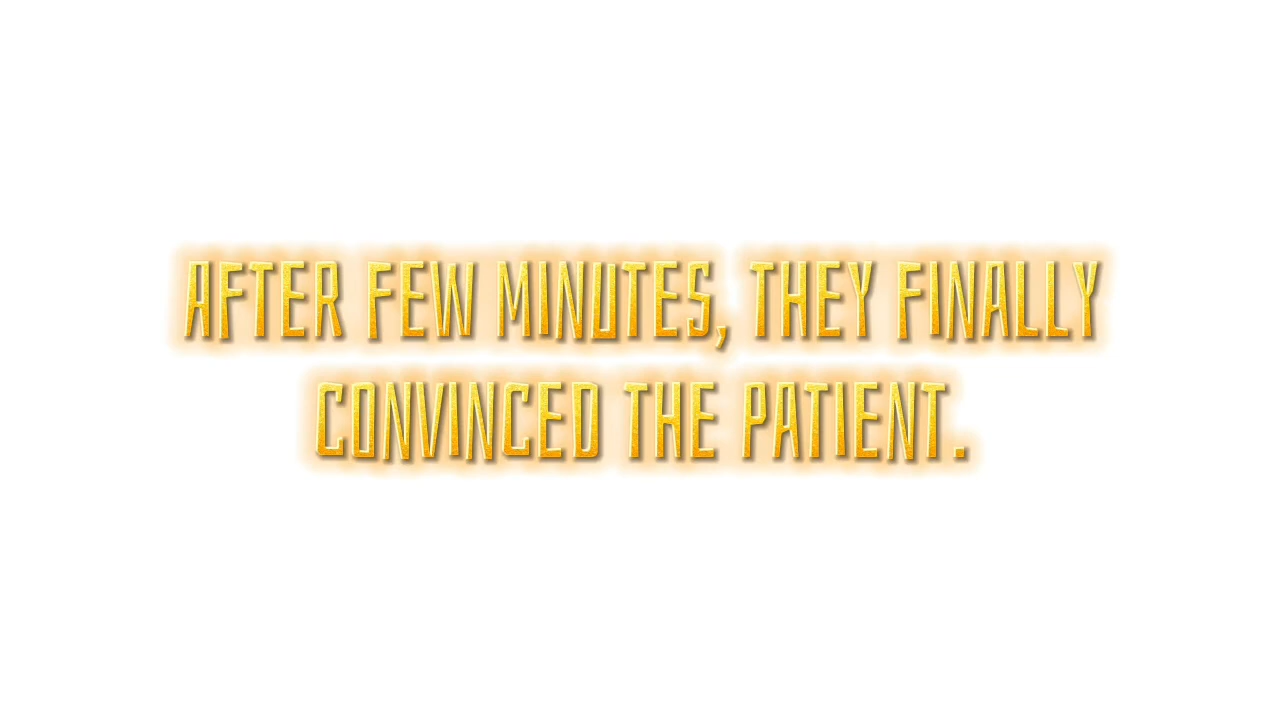 AFTER FEW MINUTES, THEY FINALLY
CONVINCED THE PATIENT.